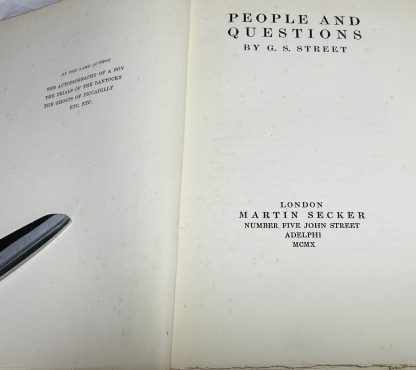 BY THE SAME AUTHOR
THE AUTOBIOGRAPHY OF A BOY
THE TRIALS OF THE BANTOCKS
THE GHOSTS OF PICCADILLY
ETC. ETC.
PEOPLE AND
QUESTIONS
BY G. S. STREET
LONDON
MARTIN SECKER
NUMBER FIVE JOHN STREET
ADELPHI
MCMX